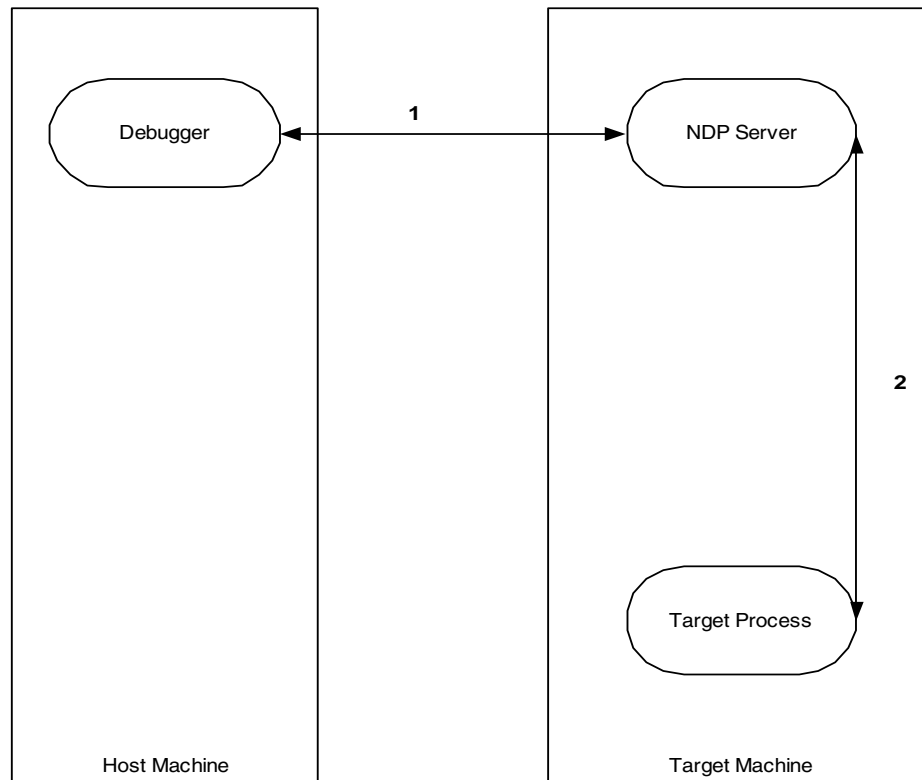 Debugger
1
NDP Server
2
Target Process
Host Machine
Target Machine